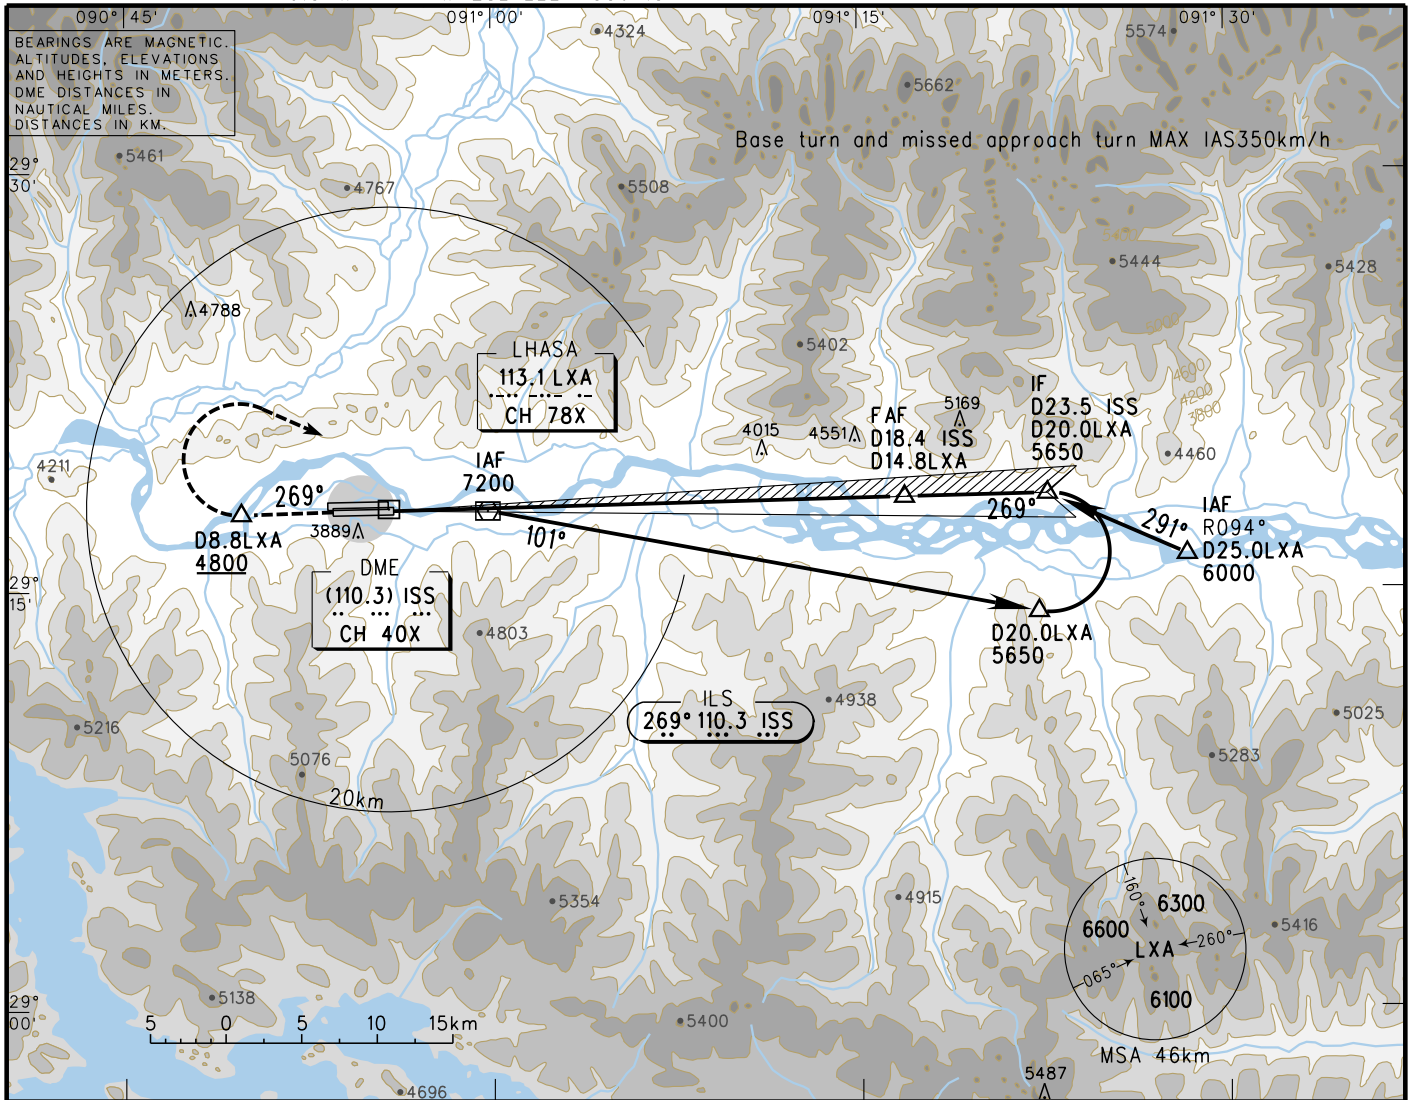 090° 45'
091° 00'
091° 15'
091° 30'
BEARINGS ARE MAGNETIC.
ALTITUDES, ELEVATIONS
AND HEIGHTS IN METERS.
DME DISTANCES IN
NAUTICAL MILES.
DISTANCES IN KM.
4324
5574
5662
Base turn and missed approach turn MAX IAS350km/h
5461
29°
30'
4767
5508
5444
5428
4788
5402
LHASA
113.1 LXA
CH 78X
4600
4200
3800
IF
D23.5 ISS
D20.0LXA
5650
FAF
D18.4 ISS
D14.8LXA
5169
4015
4551
4460
4211
IAF
7200
269°
269°
291°
IAF
R094°
D25.0LXA
6000
3889
101°
D8.8LXA
4800
DME
(110.3) ISS
CH 40X
29°
15'
4803
D20.0LXA
5650
ILS
269° 110.3 ISS
4938
5025
5216
5283
5076
20km
5354
4915
5416
160°
6300
6600
LXA
260°
065°
6100
MSA 46km
5138
29°
00'
5 0 5 10 15km
5400
5487
4696